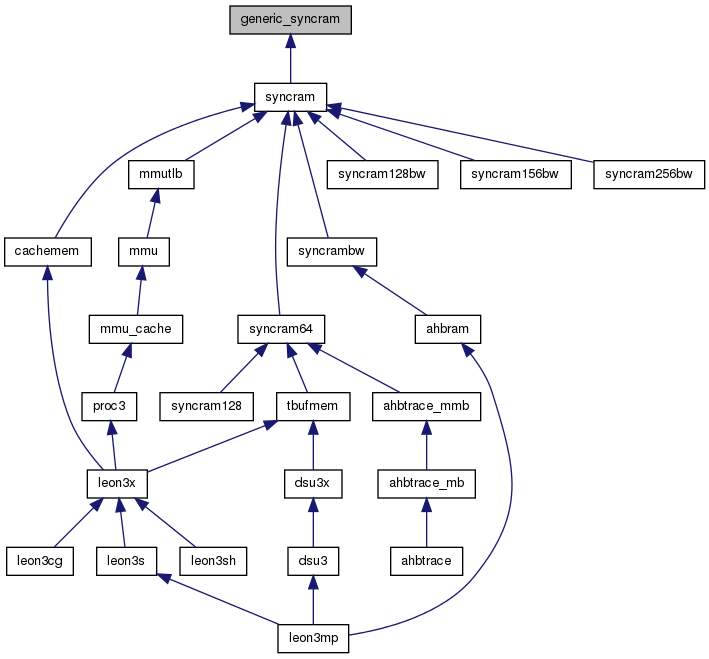 generic_syncram
syncram
mmutlb
syncram128bw
syncram156bw
syncram256bw
cachemem
mmu
syncrambw
mmu_cache
syncram64
ahbram
proc3
syncram128
tbufmem
ahbtrace_mmb
leon3x
dsu3x
ahbtrace_mb
leon3cg
leon3s
leon3sh
dsu3
ahbtrace
leon3mp